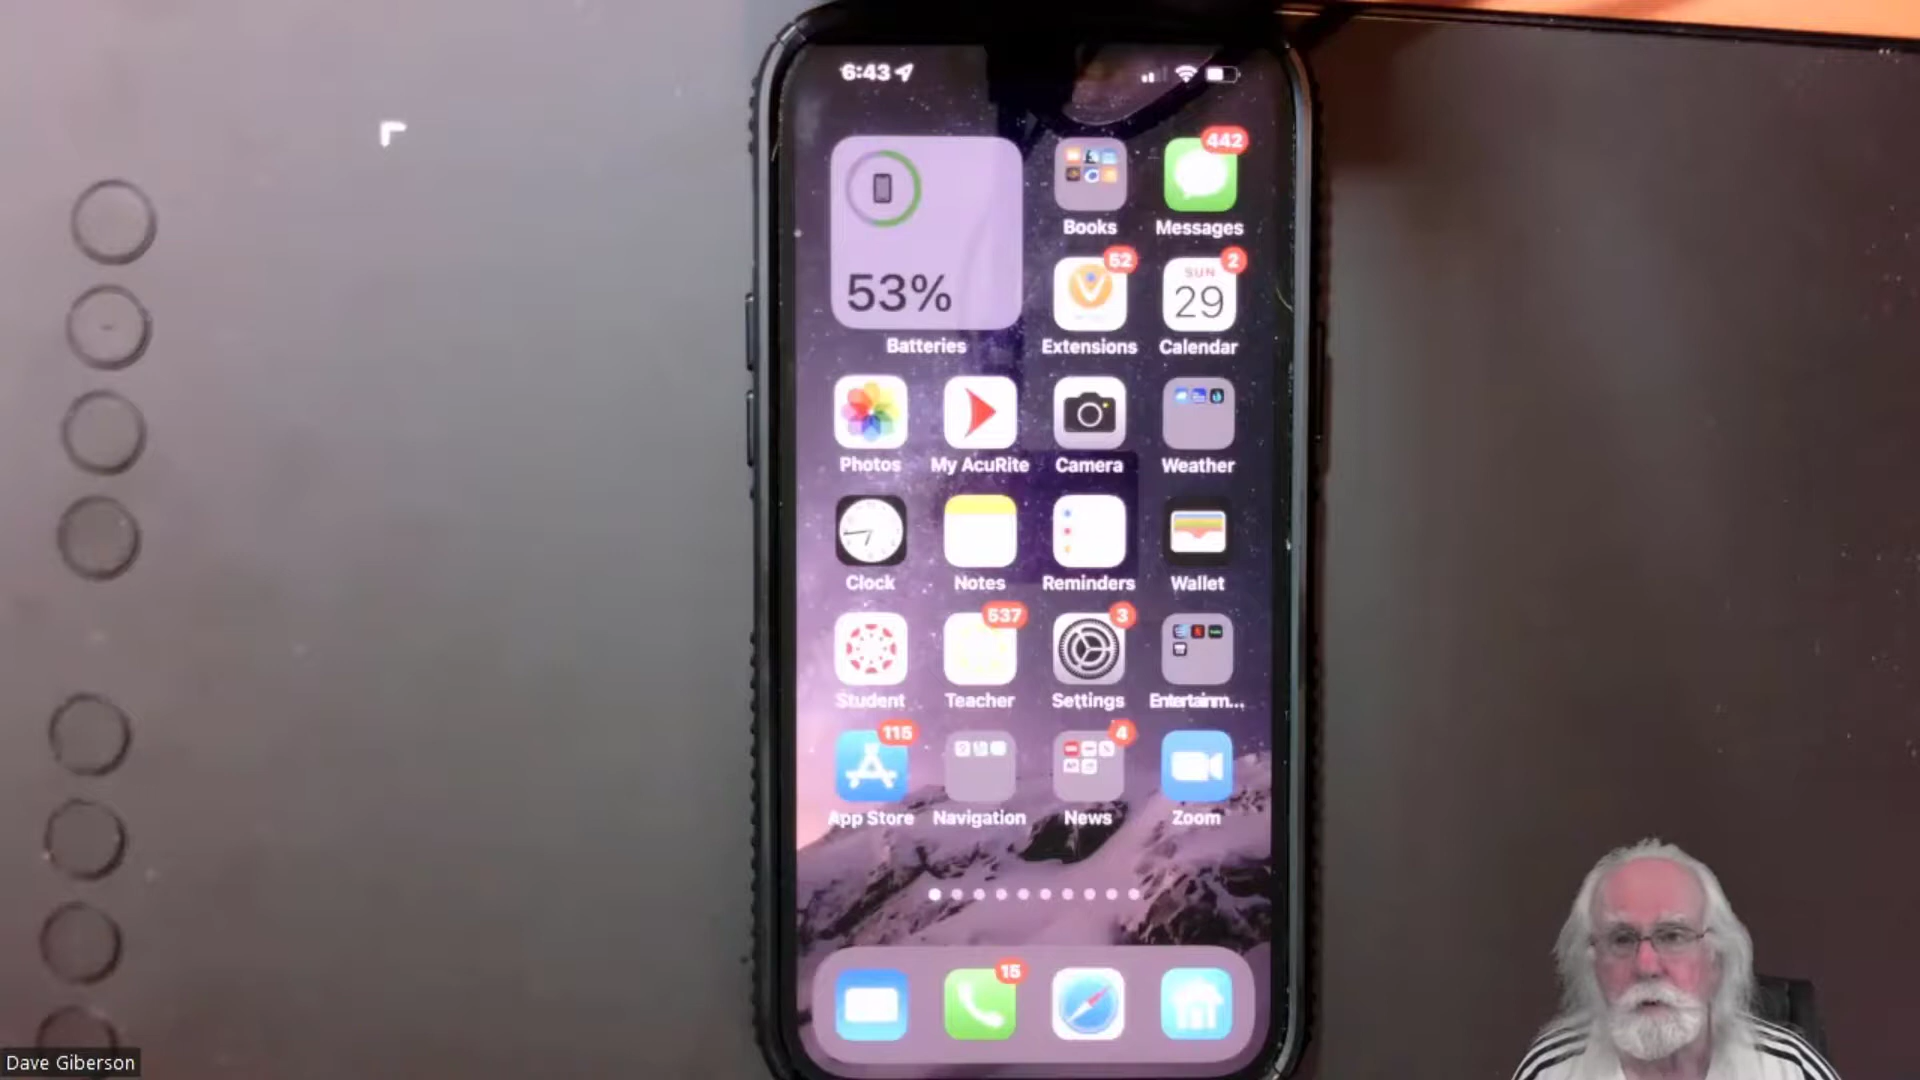 6:43
442
Books
Messages
53%
Batteries
52
2
SUN
29
Extensions
Calendar
Photos
My AcuRite
Camera
Weather
Clock
Notes
Reminders
Wallet
537
3
Student
Teacher
Settings
Entertainm...
115
4
App Store
Navigation
News
Zoom
15
Dave Giberson